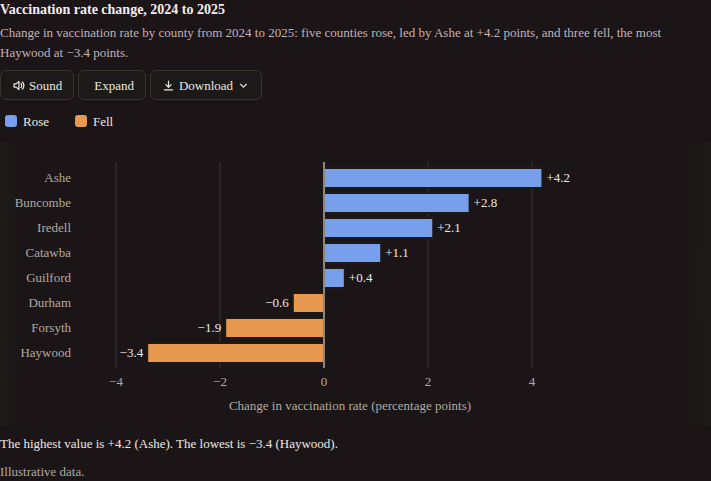 Vaccination rate change, 2024 to 2025
Change in vaccination rate by county from 2024 to 2025: five counties rose, led by Ashe at +4.2 points, and three fell, the most
Haywood at −3.4 points.
Sound Expand Download
Rose Fell
Ashe +4.2
Buncombe +2.8
Iredell +2.1
Catawba +1.1
Guilford +0.4
Durham −0.6
Forsyth −1.9
Haywood −3.4
−4 −2 0 2 4
Change in vaccination rate (percentage points)
The highest value is +4.2 (Ashe). The lowest is −3.4 (Haywood).
Illustrative data.